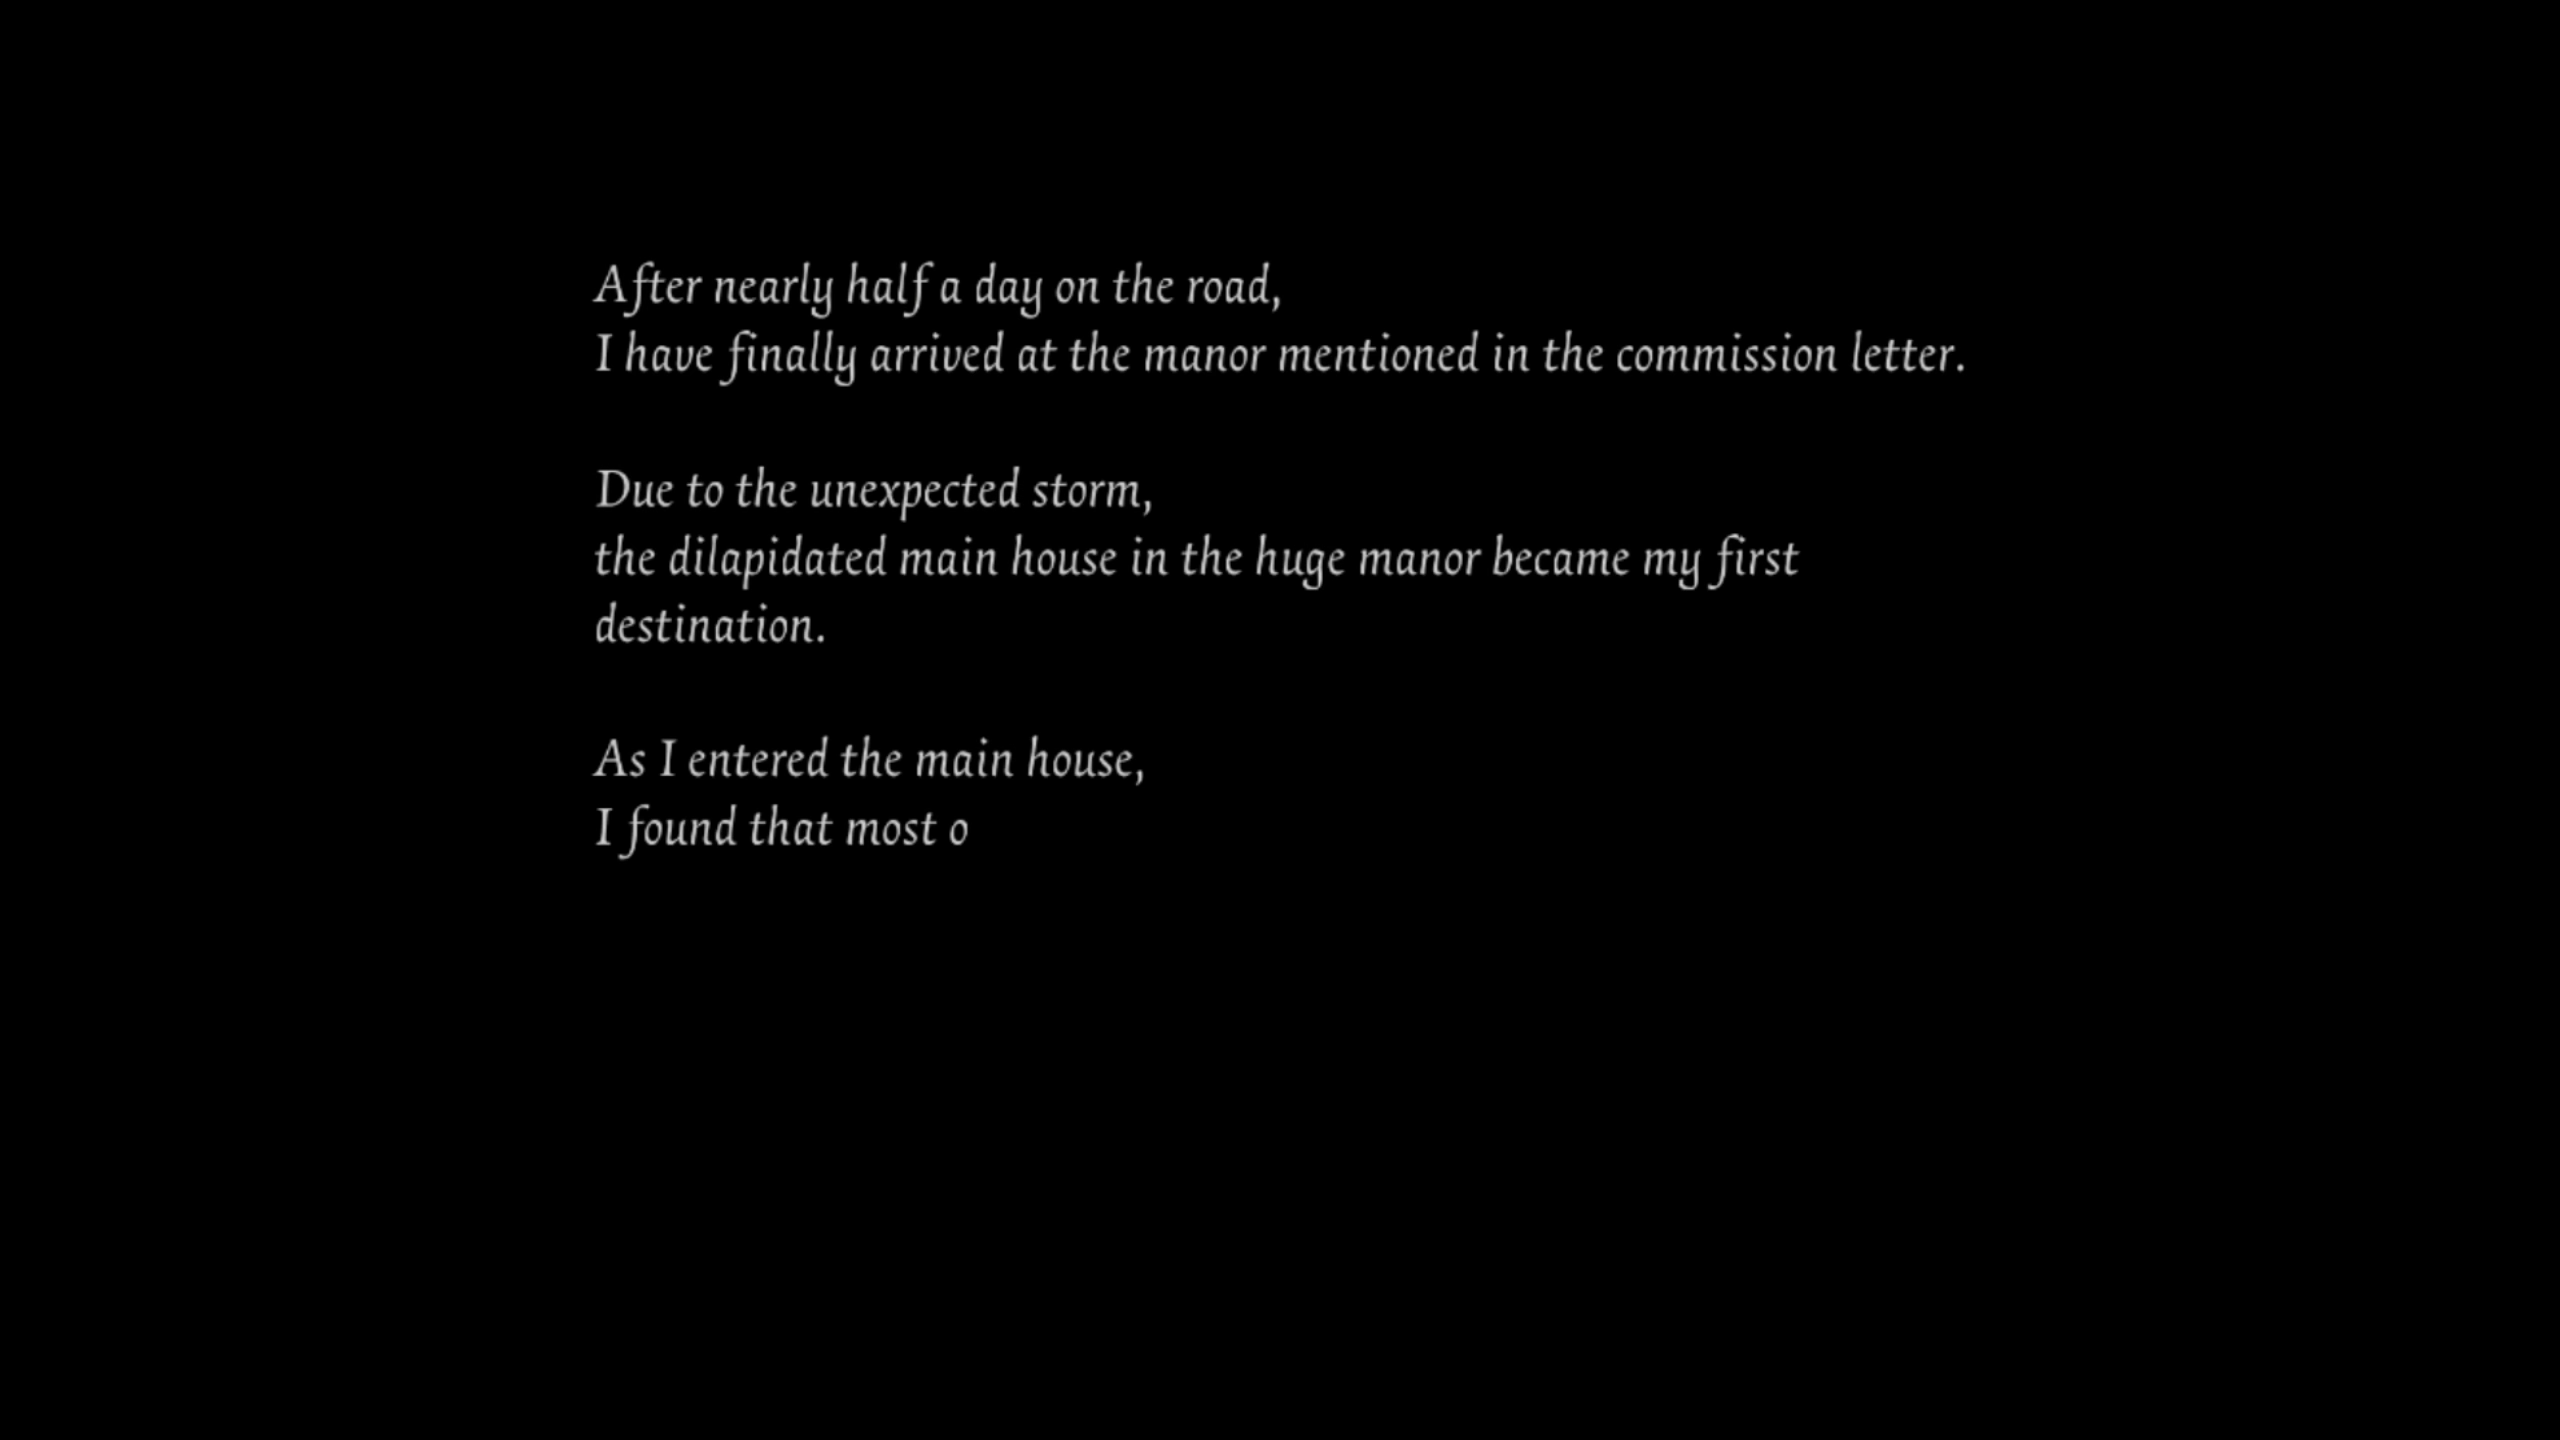 After nearly half a day on the road,
I have finally arrived at the manor mentioned in the commission letter.
Due to the unexpected storm,
the dilapidated main house in the huge manor became my first
destination.
As I entered the main house,
I found that most o